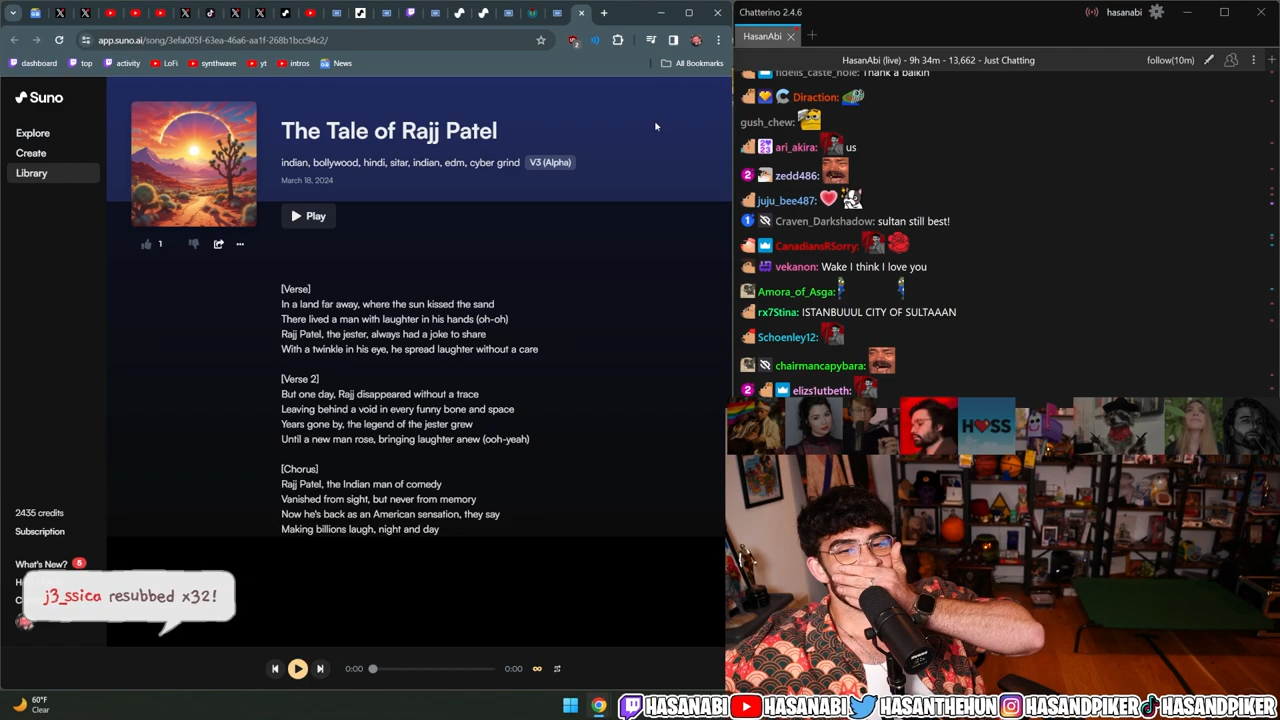 Chatterino 2.4.6
hasanabi
app.suno.ai/song/3efa005f-63ea-46a6-aa1f-268b1bcc94c2/
HasanAbi
dashboard
top
activity
LoFi
synthwave
yt
intros
News
All Bookmarks
HasanAbi (live) - 9h 34m - 13,662 - Just Chatting
follow(10m)
Suno
Explore
Create
Library
The Tale of Rajj Patel
indian, bollywood, hindi, sitar, indian, edm, cyber grind
V3 (Alpha)
March 18, 2024
Play
1
[Verse]
In a land far away, where the sun kissed the sand
There lived a man with laughter in his hands (oh-oh)
Rajj Patel, the jester, always had a joke to share
With a twinkle in his eye, he spread laughter without a care
[Verse 2]
But one day, Rajj disappeared without a trace
Leaving behind a void in every funny bone and space
Years gone by, the legend of the jester grew
Until a new man rose, bringing laughter anew (ooh-yeah)
[Chorus]
Rajj Patel, the Indian man of comedy
Vanished from sight, but never from memory
Now he's back as an American sensation, they say
Making billions laugh, night and day
2435 credits
Subscription
What's New?
5
j3_ssica resubbed x32!
0:00
0:00
fidelis_caste_hole: Thank a balkin
Diraction:
gush_chew:
ari_akira: us
zedd486:
juju_bee487:
Craven_Darkshadow: sultan still best!
CanadiansRSorry:
vekanon: Wake I think I love you
Amora_of_Asga:
rx7Stina: ISTANBUUUL CITY OF SULTAAAN
Schoenley12:
chairmancapybara:
elizs1utbeth:
60°F
Clear
HASANABI
HASANABI
HASANTHEHUN
HASANDPIKER
HASANDPIKER